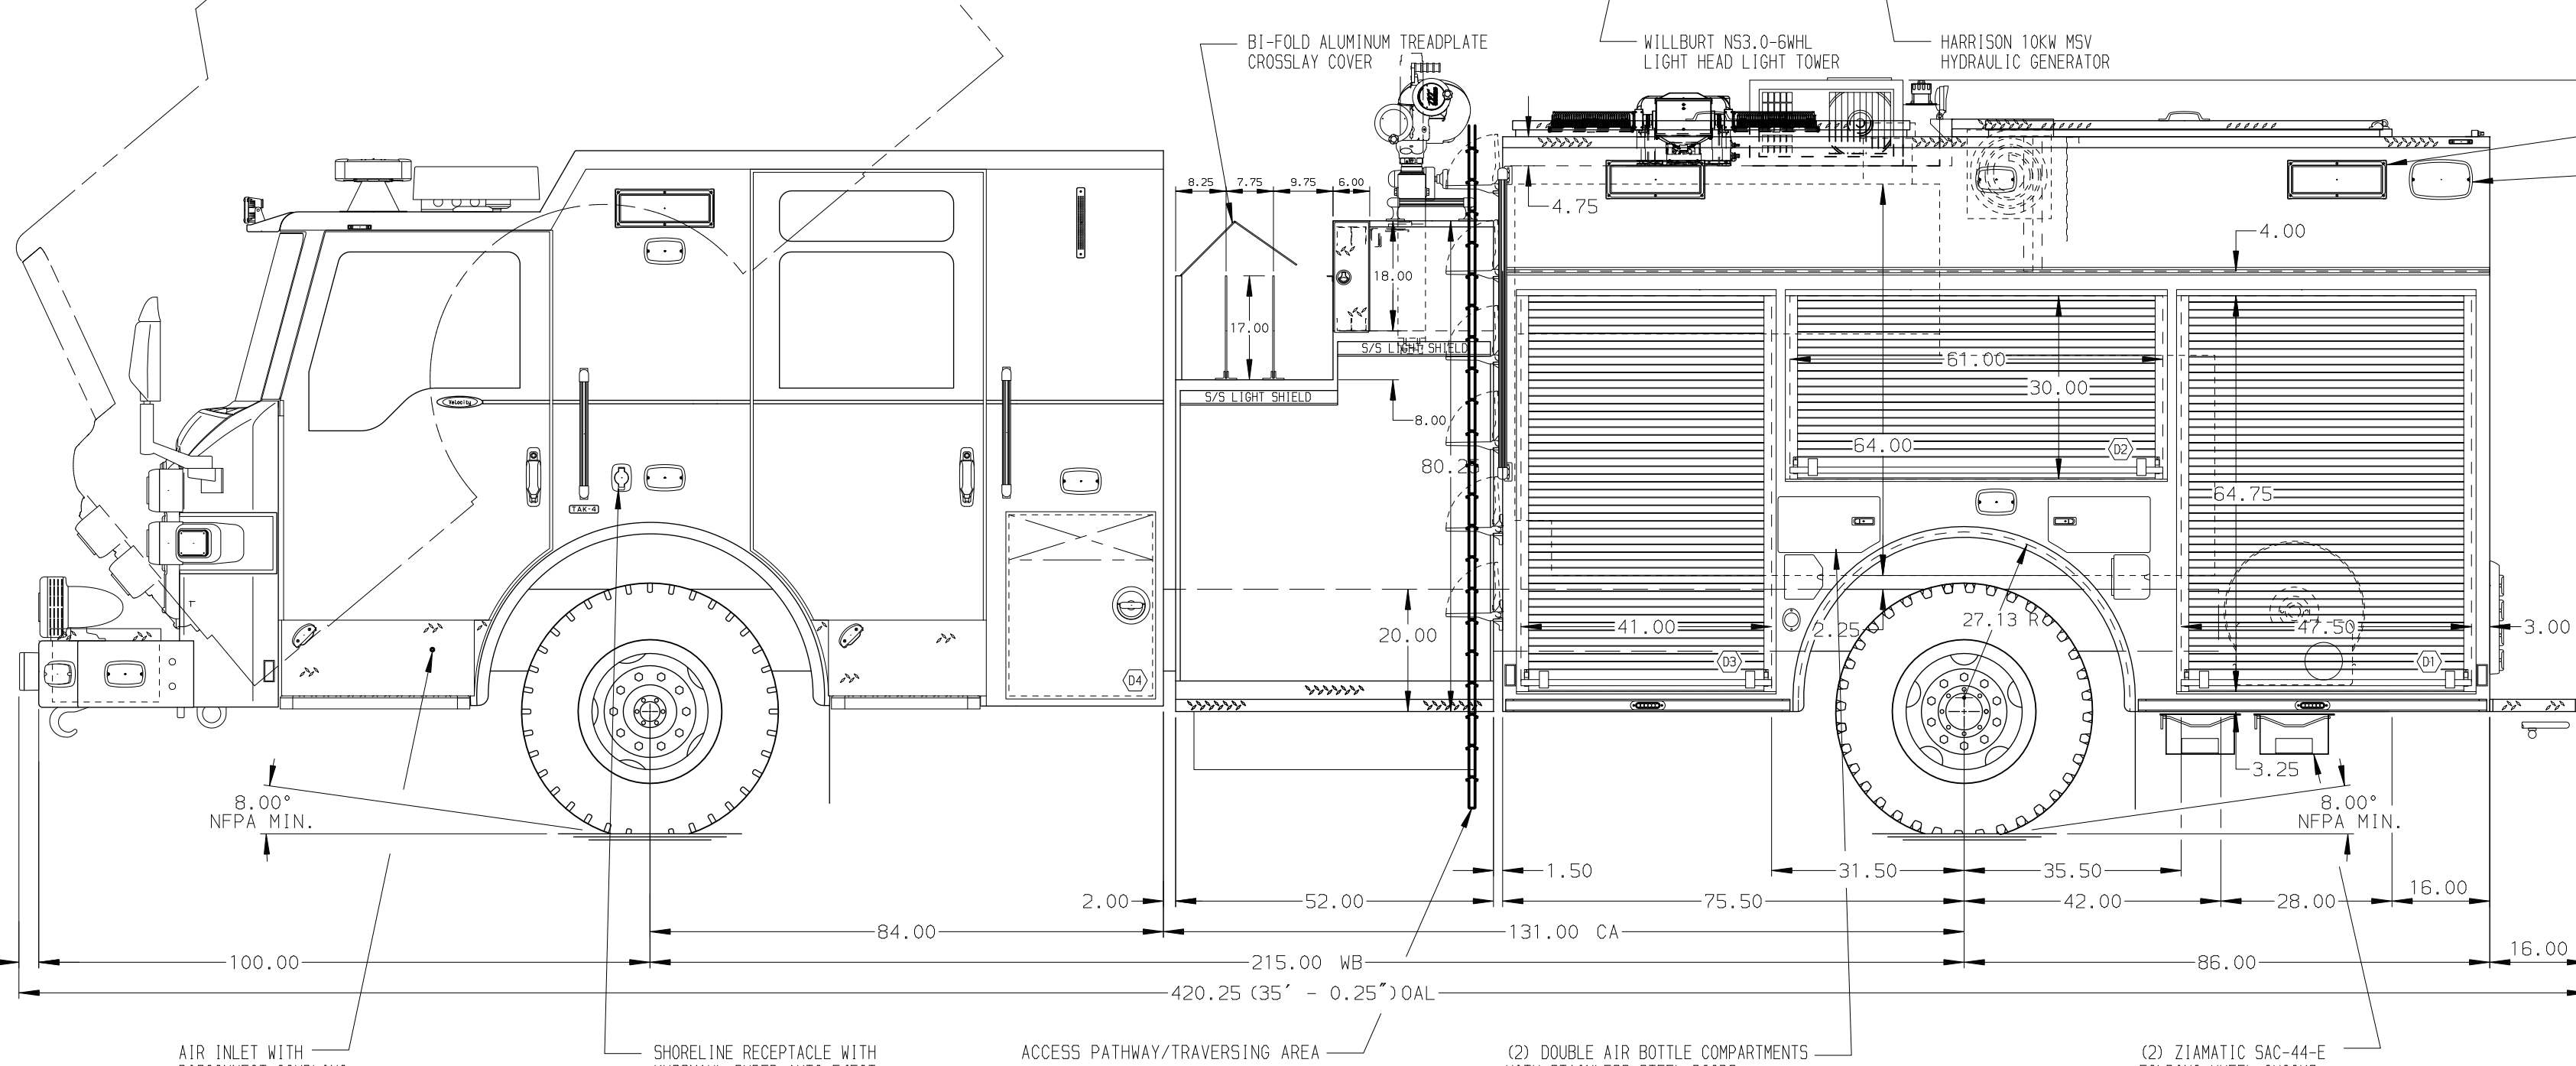 BI-FOLD ALUMINUM TREADPLATE
CROSSLAY COVER
WILLBURT NS3.0-6WHL
LIGHT HEAD LIGHT TOWER
HARRISON 10KW MSV
HYDRAULIC GENERATOR
8.25
7.75
9.75
6.00
4.75
4.00
18.00
17.00
S/S LIGHT SHIELD
61.00
30.00
S/S LIGHT SHIELD
Velocity
8.00
64.00
D2
80.25
64.75
TAK-4
20.00
41.00
2.25
27.13 R
47.50
3.00
D3
D1
D4
3.25
8.00°
NFPA MIN.
8.00°
NFPA MIN.
1.50
31.50
35.50
2.00
52.00
75.50
42.00
28.00
16.00
84.00
131.00 CA
100.00
215.00 WB
86.00
16.00
420.25 (35' - 0.25") OAL
AIR INLET WITH
SHORELINE RECEPTACLE WITH
ACCESS PATHWAY/TRAVERSING AREA
(2) DOUBLE AIR BOTTLE COMPARTMENTS
(2) ZIAMATIC SAC-44-E